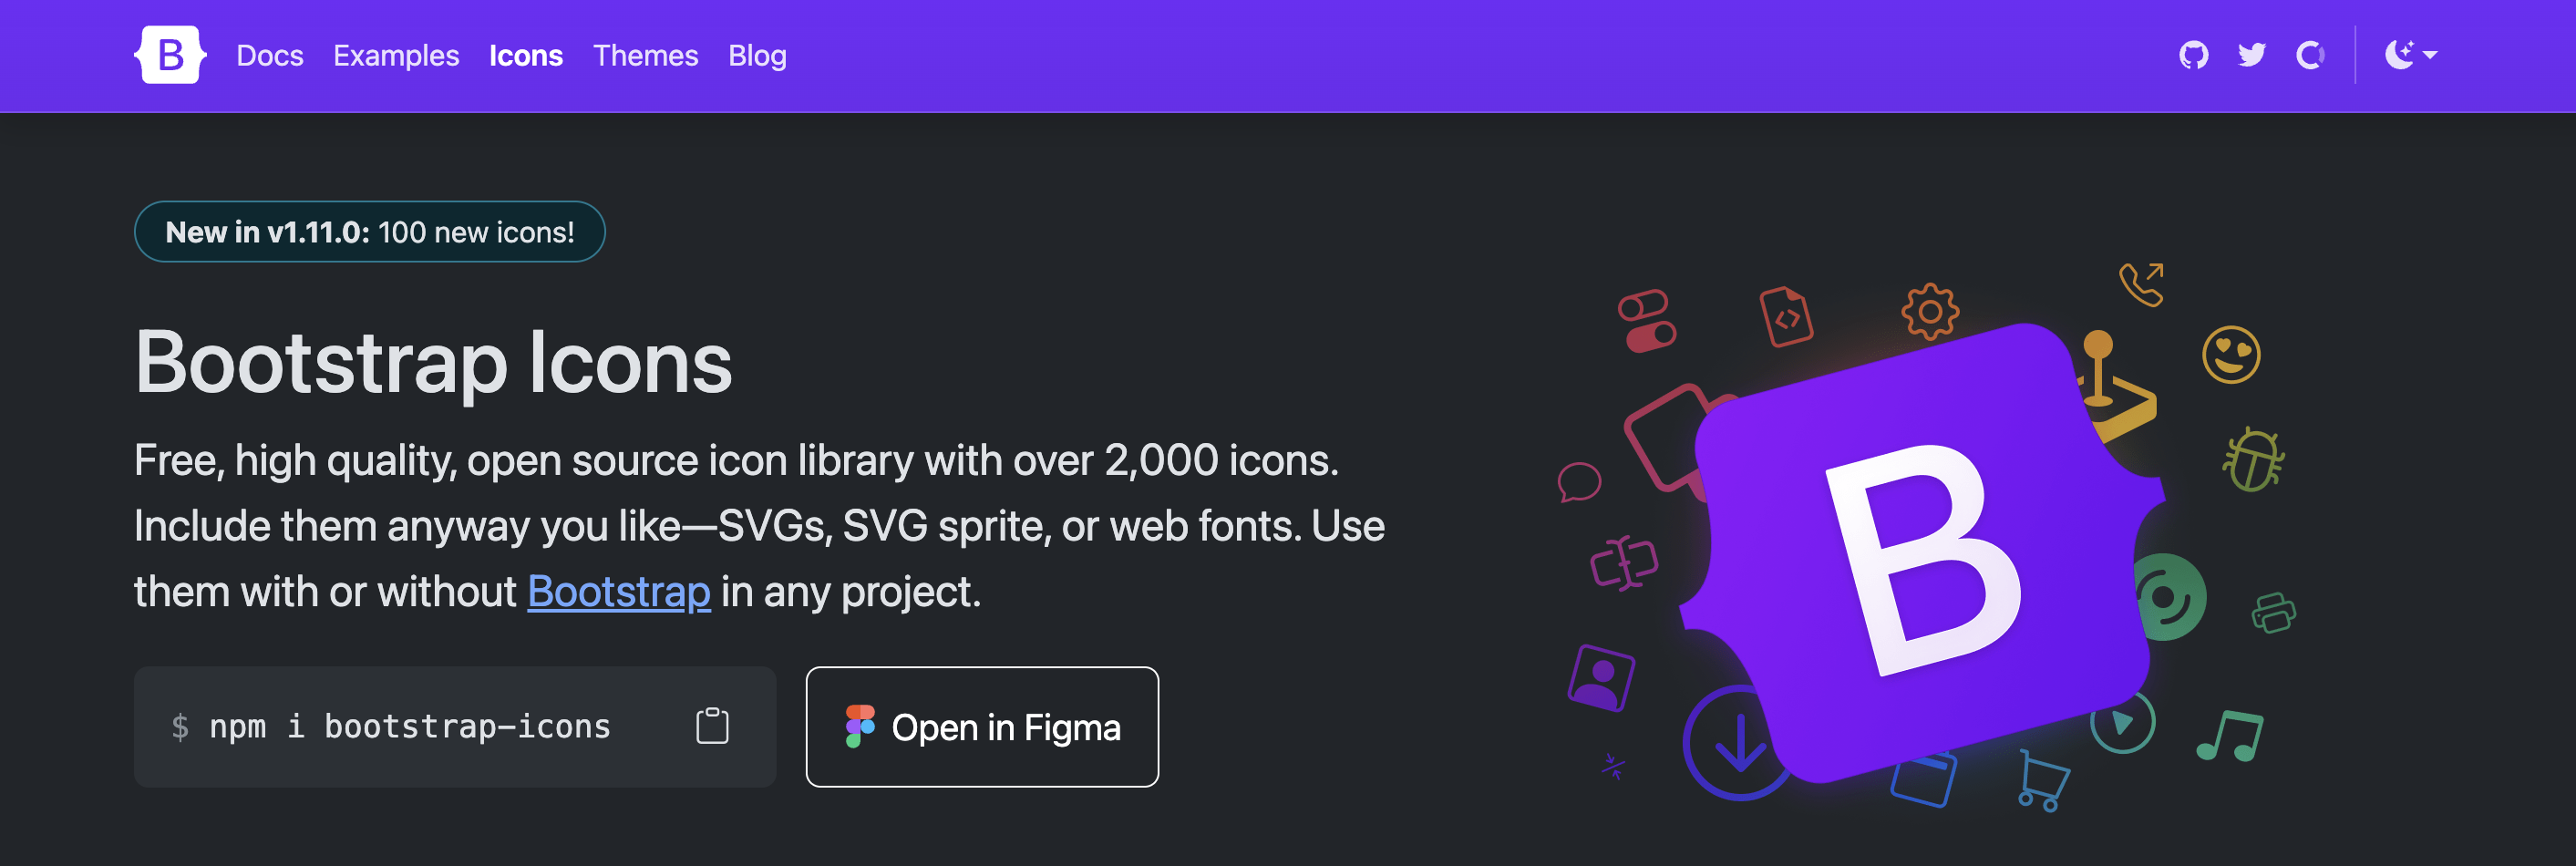 B Docs Examples Icons Themes Blog
New in v1.11.0: 100 new icons!
Bootstrap Icons
Free, high quality, open source icon library with over 2,000 icons.
Include them anyway you like—SVGs, SVG sprite, or web fonts. Use
them with or without Bootstrap in any project.
$ npm i bootstrap-icons
Open in Figma
B